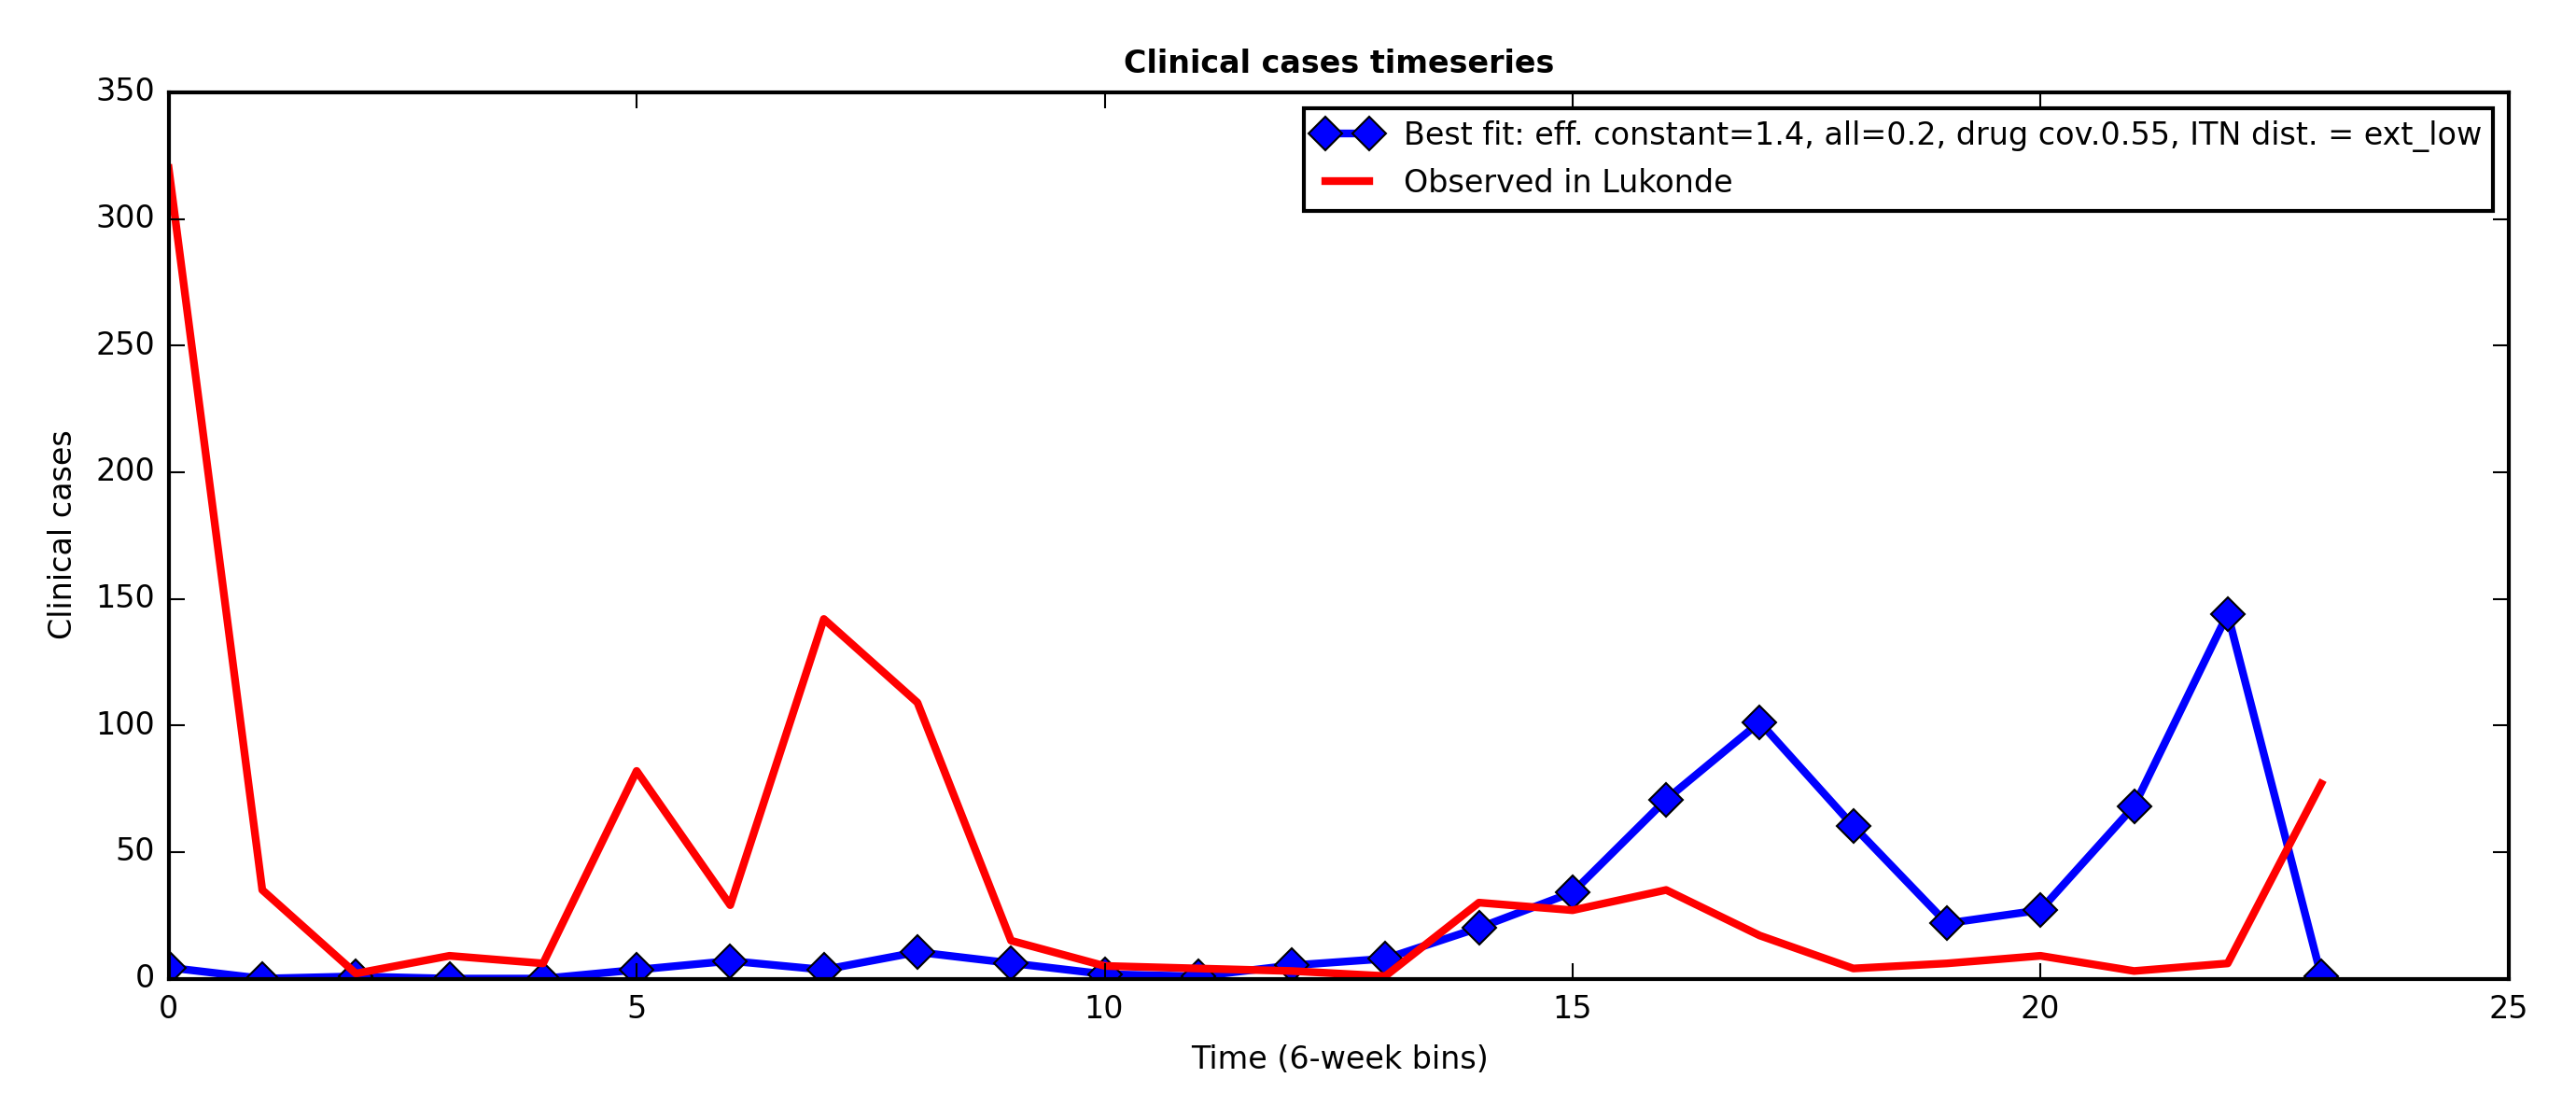 Clinical cases timeseries
350
300
250
200
150
100
50
0
Clinical cases
Best fit: eff. constant=1.4, all=0.2, drug cov.0.55, ITN dist. = ext_low
Observed in Lukonde
0 5 10 15 20 25
Time (6-week bins)